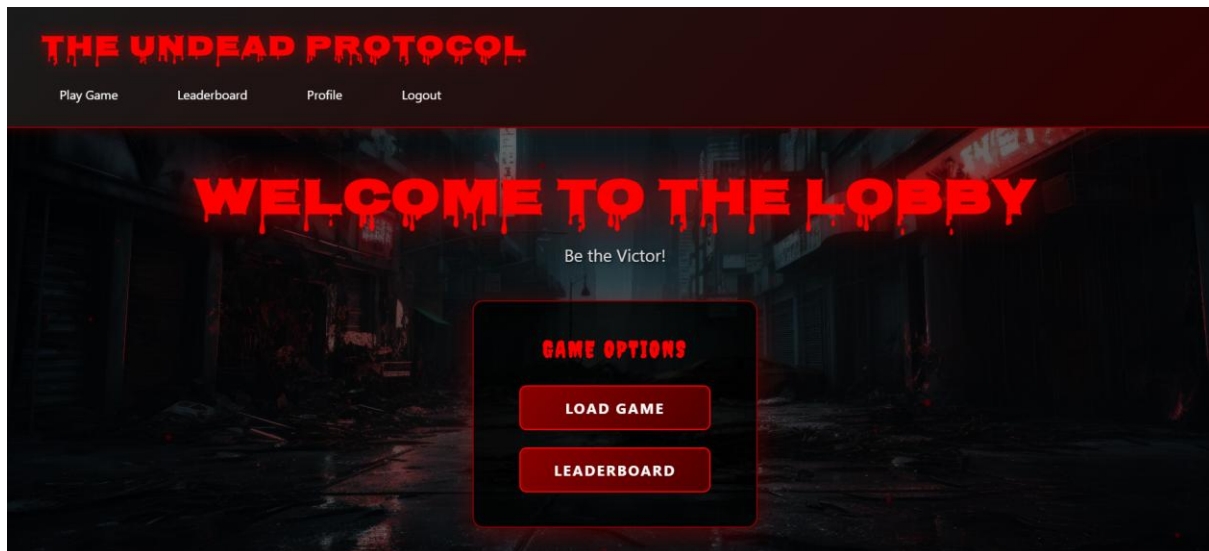 THE UNDEAD PROTOCOL
Play Game Leaderboard Profile Logout
WELCOME TO THE LOBBY
Be the Victor!
GAME OPTIONS
LOAD GAME
LEADERBOARD